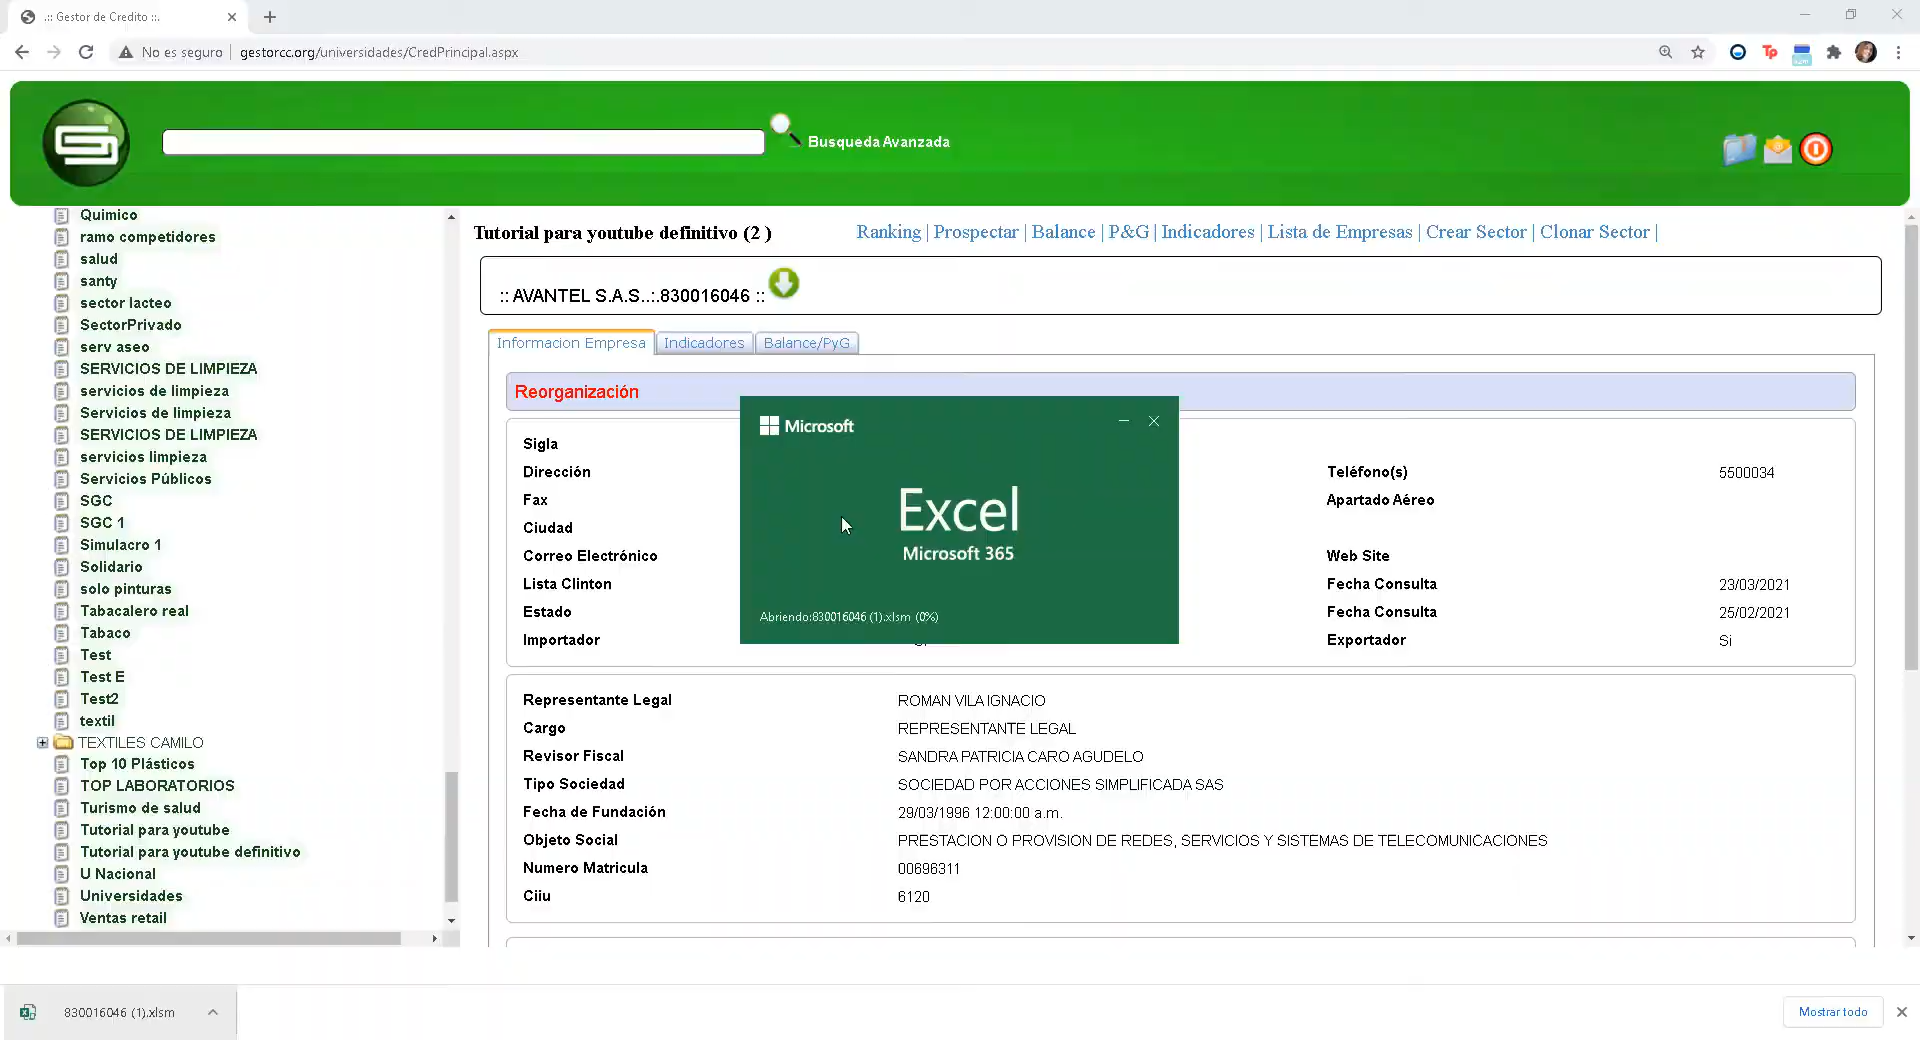 .:: Gestor de Credito ::.
No es seguro
gestorcc.org/universidades/CredPrincipal.aspx
Busqueda Avanzada
Quimico
ramo competidores
salud
santy
sector lacteo
SectorPrivado
serv aseo
SERVICIOS DE LIMPIEZA
servicios de limpieza
Servicios de limpieza
SERVICIOS DE LIMPIEZA
servicios limpieza
Servicios Públicos
SGC
SGC 1
Simulacro 1
Solidario
solo pinturas
Tabacalero real
Tabaco
Test
Test E
Test2
textil
TEXTILES CAMILO
Top 10 Plásticos
TOP LABORATORIOS
Turismo de salud
Tutorial para youtube
Tutorial para youtube definitivo
U Nacional
Universidades
Ventas retail
Tutorial para youtube definitivo (2 )
Ranking | Prospectar | Balance | P&G | Indicadores | Lista de Empresas | Crear Sector | Clonar Sector |
:: AVANTEL S.A.S..:.830016046 ::
Informacion Empresa
Indicadores
Balance/PyG
Reorganización
Sigla
Dirección
Teléfono(s) 5500034
Fax
Apartado Aéreo
Ciudad
Correo Electrónico
Web Site
Lista Clinton
Fecha Consulta 23/03/2021
Estado
Fecha Consulta 25/02/2021
Importador
Exportador Si
Microsoft
Excel
Microsoft 365
Abriendo:830016046 (1).xlsm (0%)
Representante Legal ROMAN VILA IGNACIO
Cargo REPRESENTANTE LEGAL
Revisor Fiscal SANDRA PATRICIA CARO AGUDELO
Tipo Sociedad SOCIEDAD POR ACCIONES SIMPLIFICADA SAS
Fecha de Fundación 29/03/1996 12:00:00 a.m.
Objeto Social PRESTACION O PROVISION DE REDES, SERVICIOS Y SISTEMAS DE TELECOMUNICACIONES
Numero Matricula 00696311
Ciiu 6120
830016046 (1).xlsm
Mostrar todo